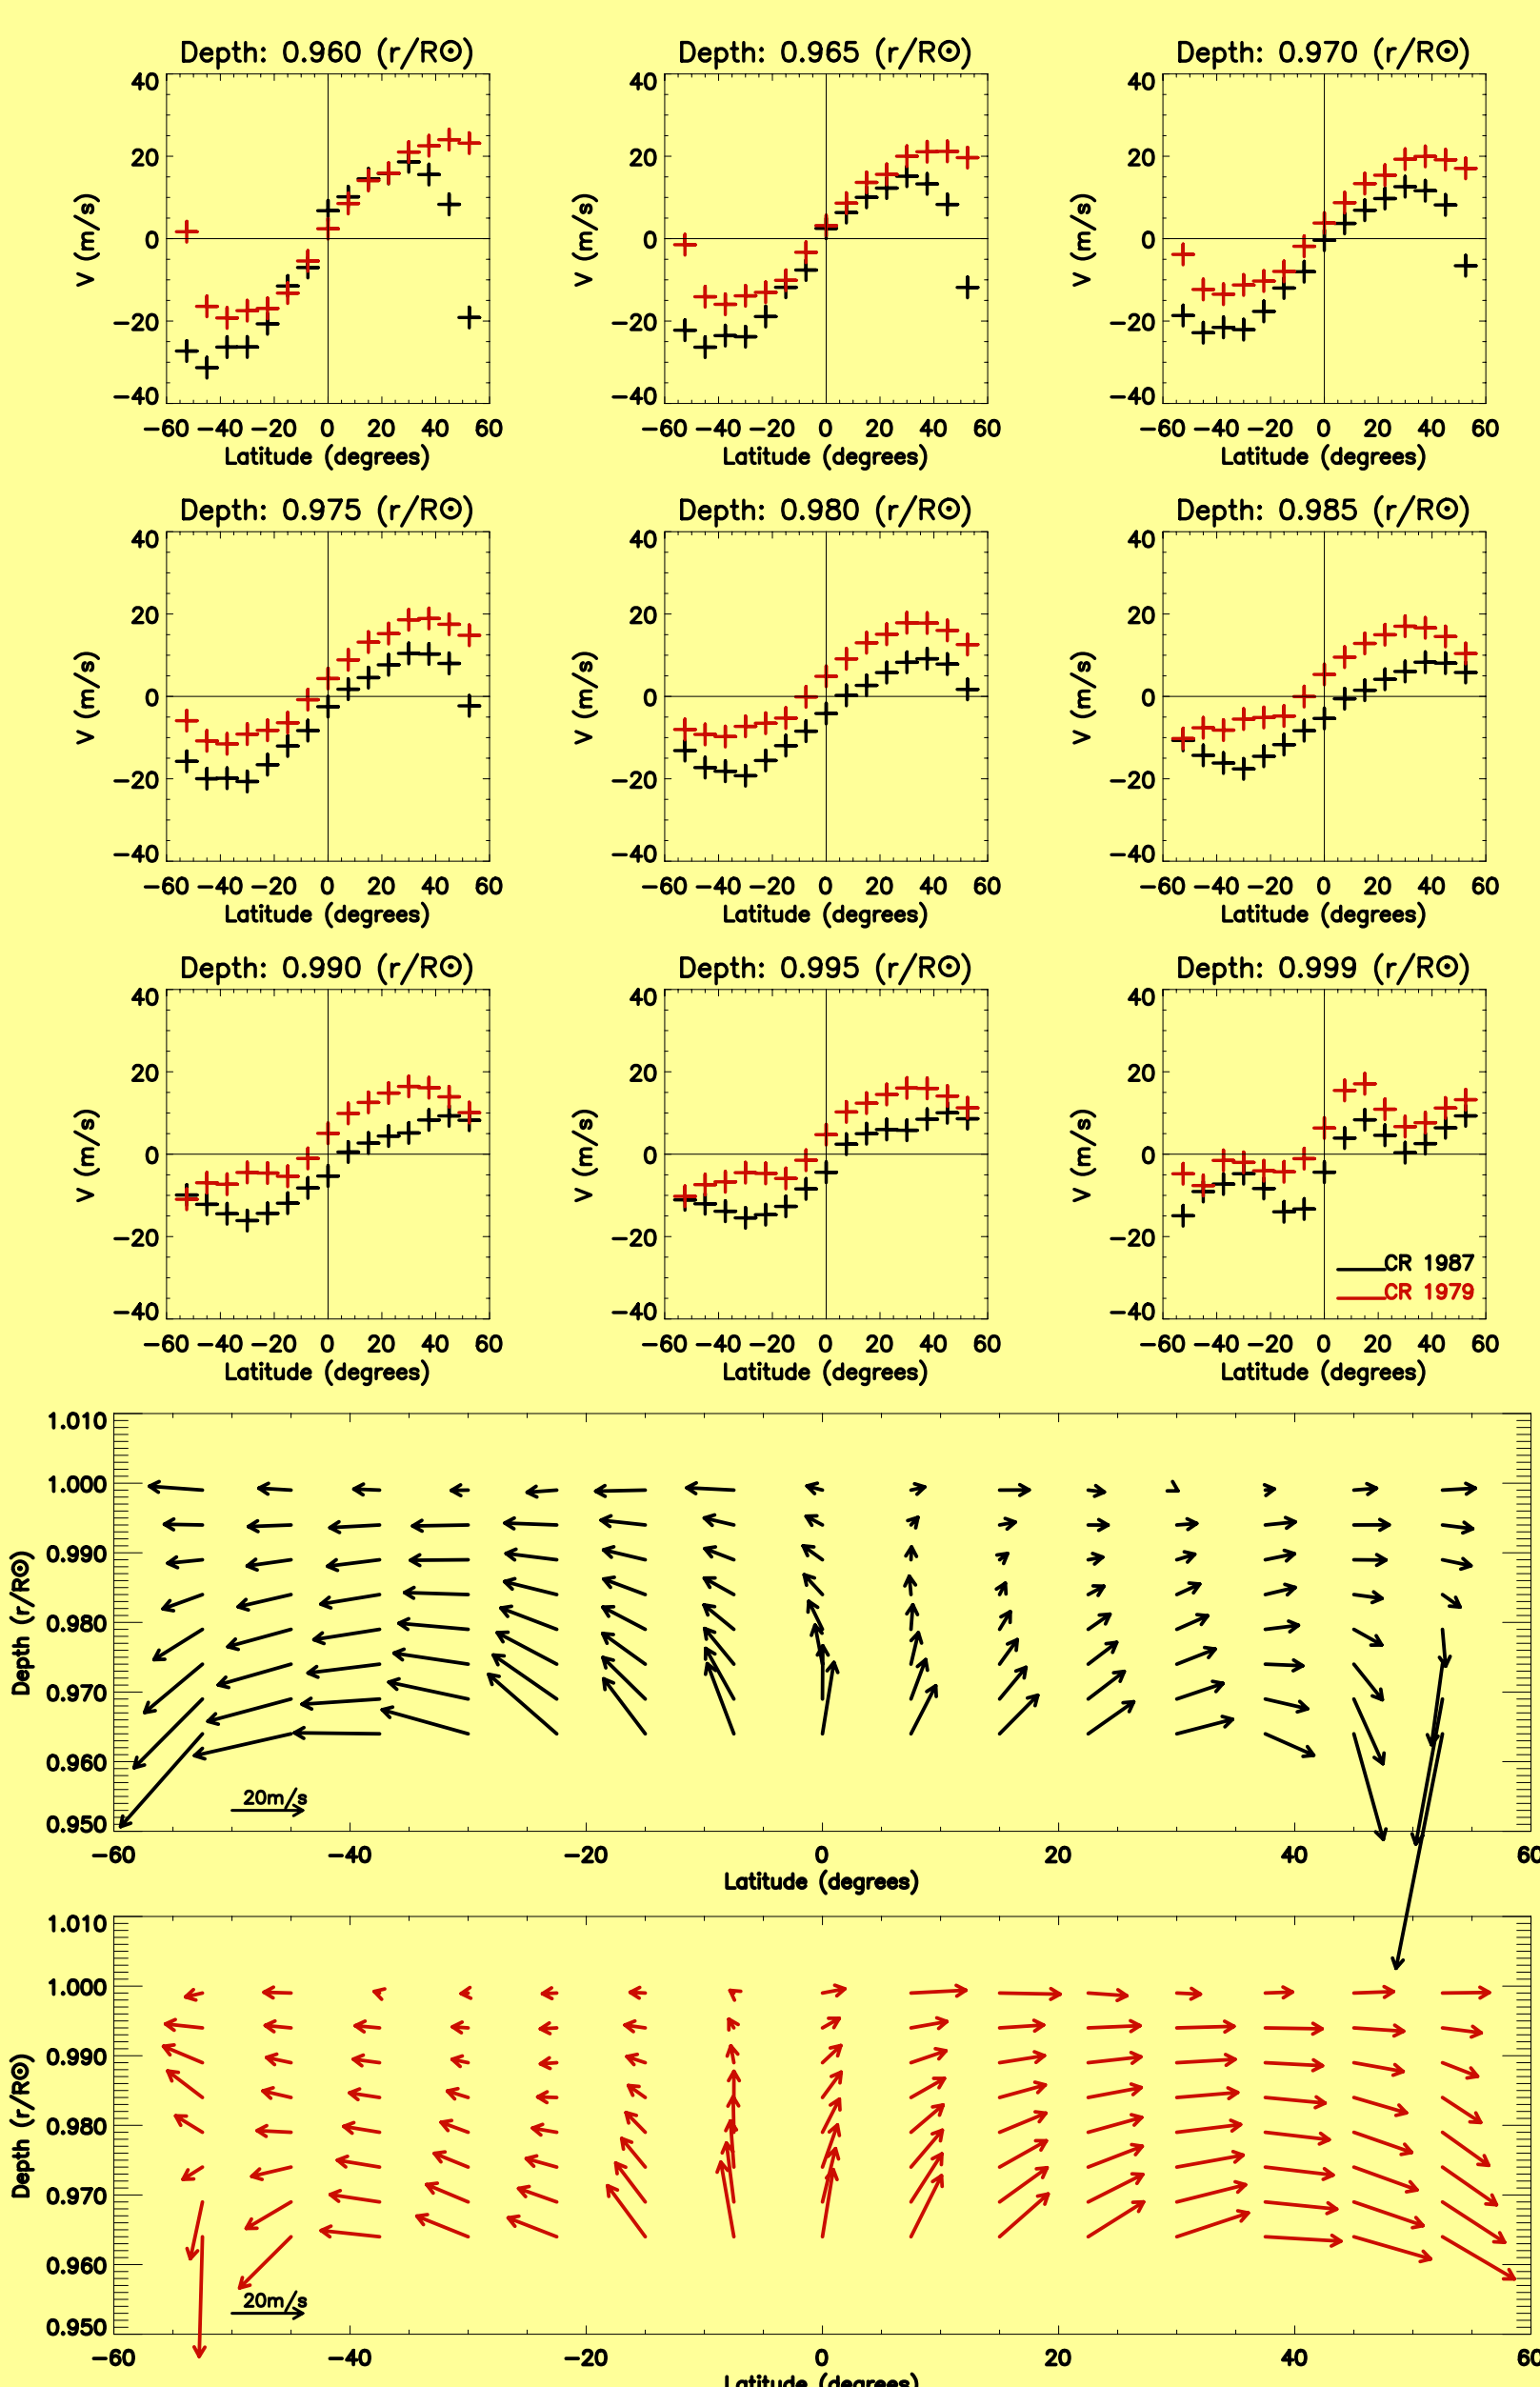 Depth: 0.960 (r/R⊙) Depth: 0.965 (r/R⊙) Depth: 0.970 (r/R⊙)
40 40 40
20 20 20
0 0 0
−20 −20 −20
−40 −40 −40
V (m/s) V (m/s) V (m/s)
−60 −40 −20 0 20 40 60 −60 −40 −20 0 20 40 60 −60 −40 −20 0 20 40 60
Latitude (degrees) Latitude (degrees) Latitude (degrees)
Depth: 0.975 (r/R⊙) Depth: 0.980 (r/R⊙) Depth: 0.985 (r/R⊙)
40 40 40
20 20 20
0 0 0
−20 −20 −20
−40 −40 −40
V (m/s) V (m/s) V (m/s)
−60 −40 −20 0 20 40 60 −60 −40 −20 0 20 40 60 −60 −40 −20 0 20 40 60
Latitude (degrees) Latitude (degrees) Latitude (degrees)
Depth: 0.990 (r/R⊙) Depth: 0.995 (r/R⊙) Depth: 0.999 (r/R⊙)
40 40 40
20 20 20
0 0 0
−20 −20 −20
−40 −40 −40
V (m/s) V (m/s) V (m/s)
CR 1987
CR 1979
−60 −40 −20 0 20 40 60 −60 −40 −20 0 20 40 60 −60 −40 −20 0 20 40 60
Latitude (degrees) Latitude (degrees) Latitude (degrees)
1.010
1.000
0.990
0.980
0.970
0.960
0.950
Depth (r/R⊙)
20m/s
−60 −40 −20 0 20 40 60
Latitude (degrees)
1.010
1.000
0.990
0.980
0.970
0.960
0.950
Depth (r/R⊙)
20m/s
−60 −40 −20 0 20 40 60
Latitude (degrees)